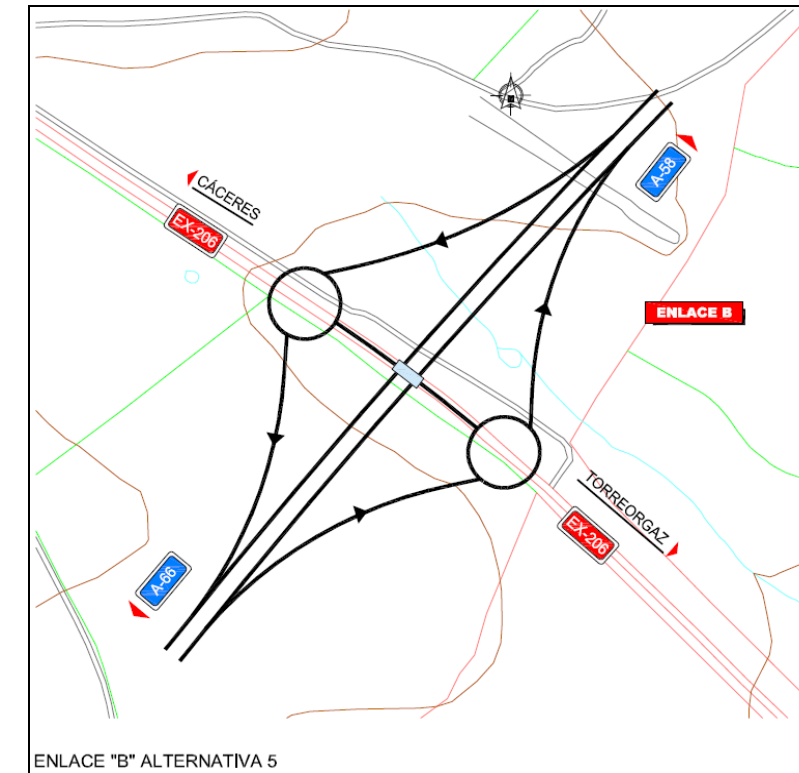 A-58
CÁCERES
EX-206
ENLACE B
TORREORGAZ
EX-206
A-66
ENLACE "B" ALTERNATIVA 5